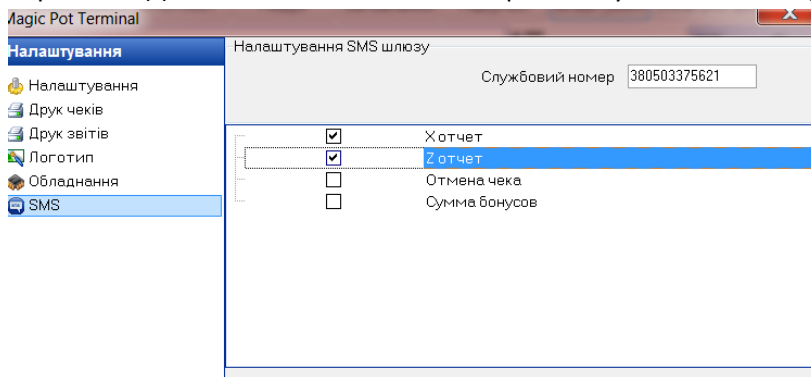 Magic Pot Terminal
Налаштування
Налаштування
Друк чеків
Друк звітів
Логотип
Обладнання
SMS
Налаштування SMS шлюзу
Службовий номер 380503375621
X отчет
Z отчет
Отмена чека
Сумма бонусов